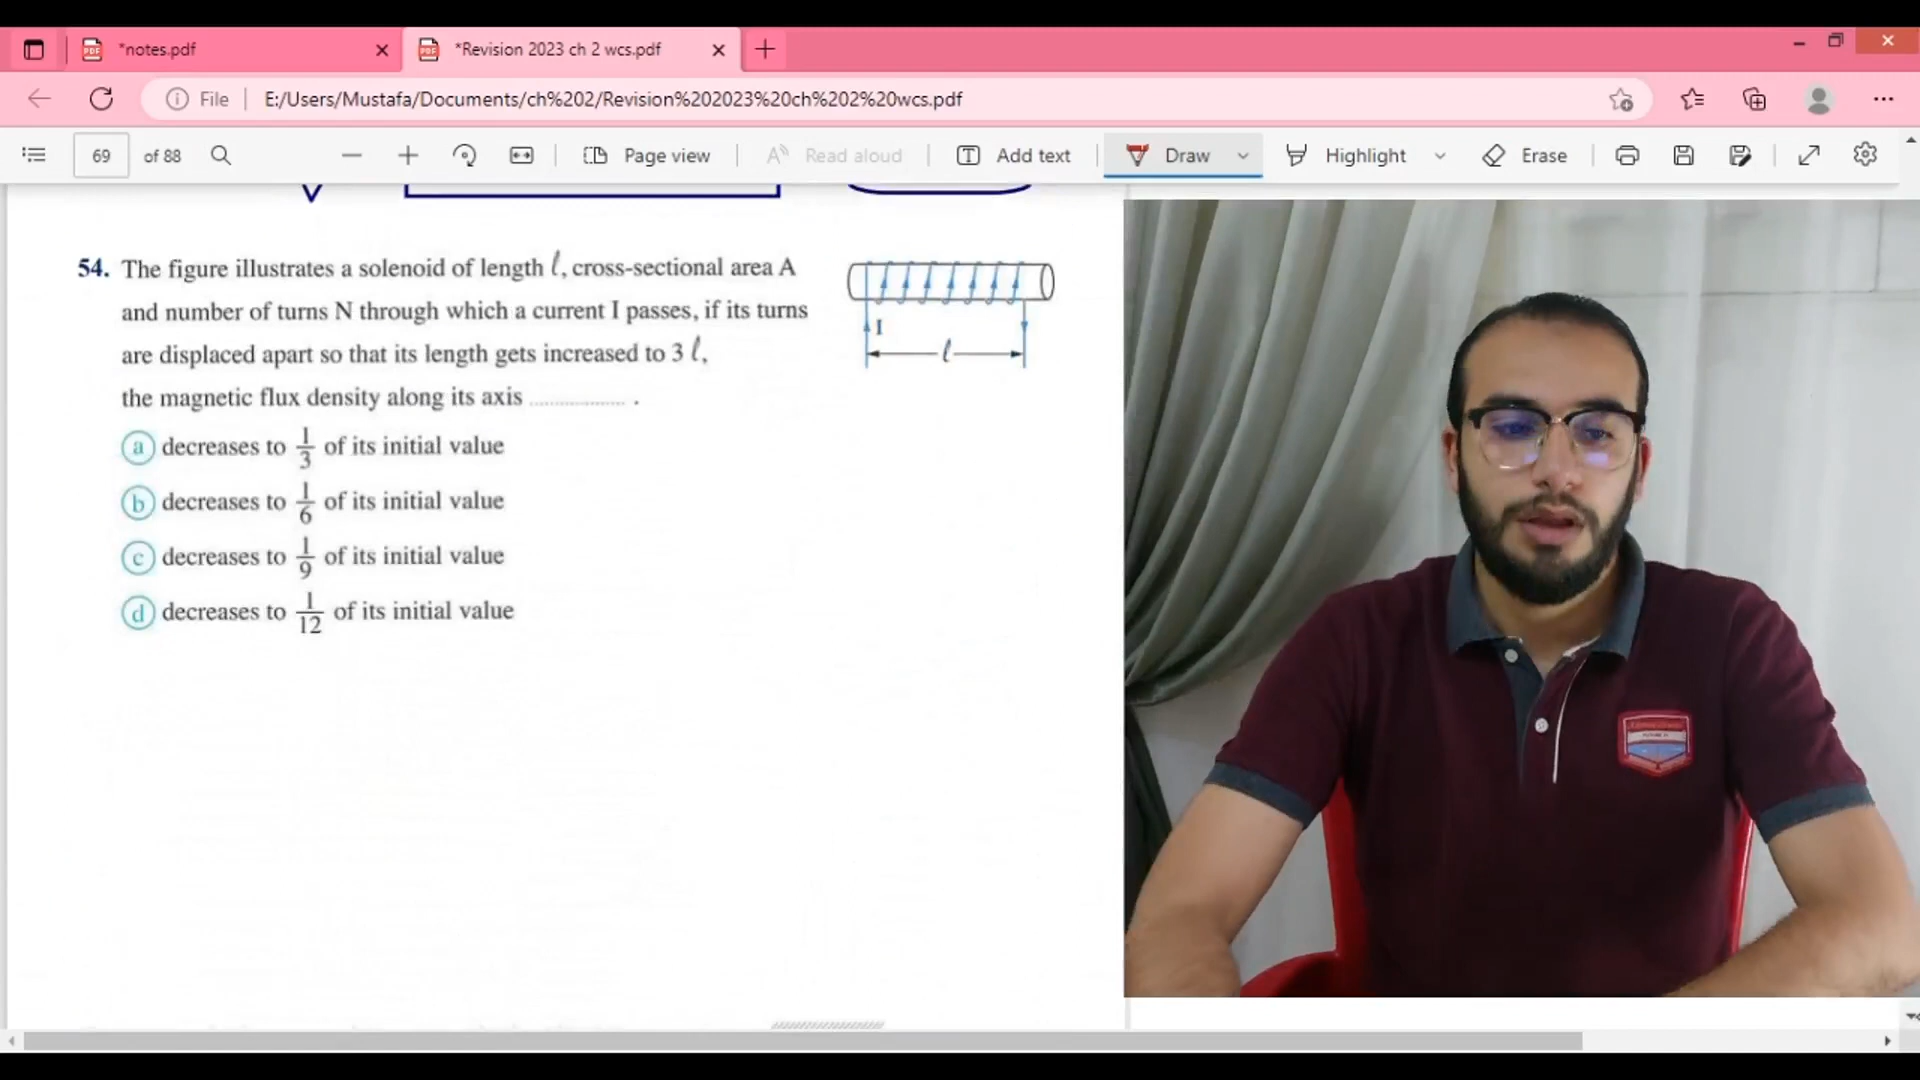 *notes.pdf
*Revision 2023 ch 2 wcs.pdf
File
E:/Users/Mustafa/Documents/ch%202/Revision%202023%20ch%202%20wcs.pdf
69 of 88
Page view
Read aloud
Add text
Draw
Highlight
Erase
54. The figure illustrates a solenoid of length l, cross-sectional area A
and number of turns N through which a current I passes, if its turns
are displaced apart so that its length gets increased to 3 l,
the magnetic flux density along its axis ................ .
a decreases to 1/3 of its initial value
b decreases to 1/6 of its initial value
c decreases to 1/9 of its initial value
d decreases to 1/12 of its initial value
I
l